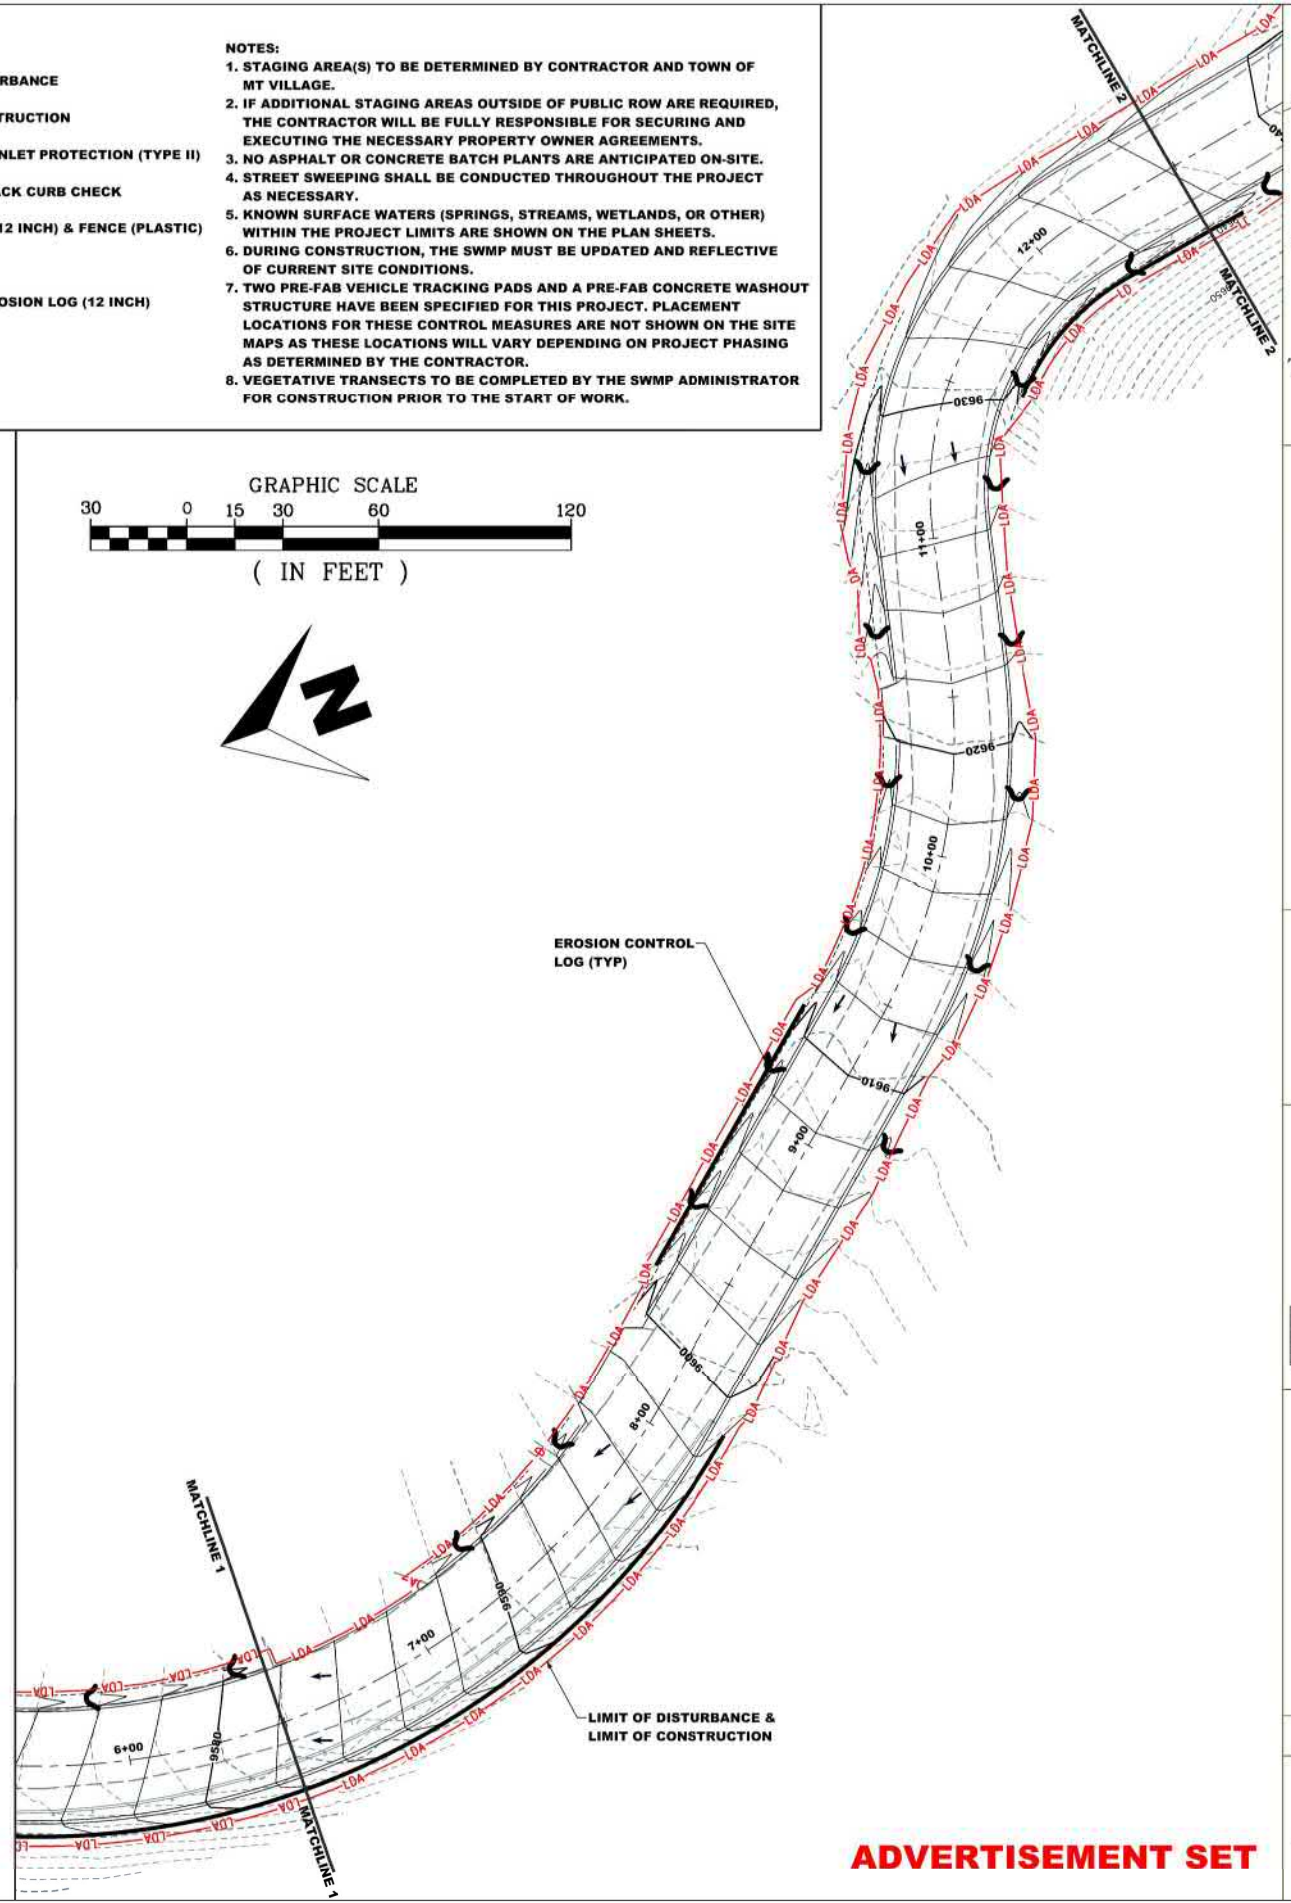 RBANCE
TRUCTION
NLET PROTECTION (TYPE II)
CK CURB CHECK
12 INCH) & FENCE (PLASTIC)
OSION LOG (12 INCH)
NOTES:
1. STAGING AREA(S) TO BE DETERMINED BY CONTRACTOR AND TOWN OF
MT VILLAGE.
2. IF ADDITIONAL STAGING AREAS OUTSIDE OF PUBLIC ROW ARE REQUIRED,
THE CONTRACTOR WILL BE FULLY RESPONSIBLE FOR SECURING AND
EXECUTING THE NECESSARY PROPERTY OWNER AGREEMENTS.
3. NO ASPHALT OR CONCRETE BATCH PLANTS ARE ANTICIPATED ON-SITE.
4. STREET SWEEPING SHALL BE CONDUCTED THROUGHOUT THE PROJECT
AS NECESSARY.
5. KNOWN SURFACE WATERS (SPRINGS, STREAMS, WETLANDS, OR OTHER)
WITHIN THE PROJECT LIMITS ARE SHOWN ON THE PLAN SHEETS.
6. DURING CONSTRUCTION, THE SWMP MUST BE UPDATED AND REFLECTIVE
OF CURRENT SITE CONDITIONS.
7. TWO PRE-FAB VEHICLE TRACKING PADS AND A PRE-FAB CONCRETE WASHOUT
STRUCTURE HAVE BEEN SPECIFIED FOR THIS PROJECT. PLACEMENT
LOCATIONS FOR THESE CONTROL MEASURES ARE NOT SHOWN ON THE SITE
MAPS AS THESE LOCATIONS WILL VARY DEPENDING ON PROJECT PHASING
AS DETERMINED BY THE CONTRACTOR.
8. VEGETATIVE TRANSECTS TO BE COMPLETED BY THE SWMP ADMINISTRATOR
FOR CONSTRUCTION PRIOR TO THE START OF WORK.
GRAPHIC SCALE
30 0 15 30 60 120
( IN FEET )
N
MATCHLINE 2
MATCHLINE 2
12+00
9650
9630
11+00
9620
10+00
EROSION CONTROL
LOG (TYP)
9610
9+00
9600
8+00
9590
7+00
MATCHLINE 1
9580
6+00
LIMIT OF DISTURBANCE &
LIMIT OF CONSTRUCTION
MATCHLINE 1
LDA
ADVERTISEMENT SET